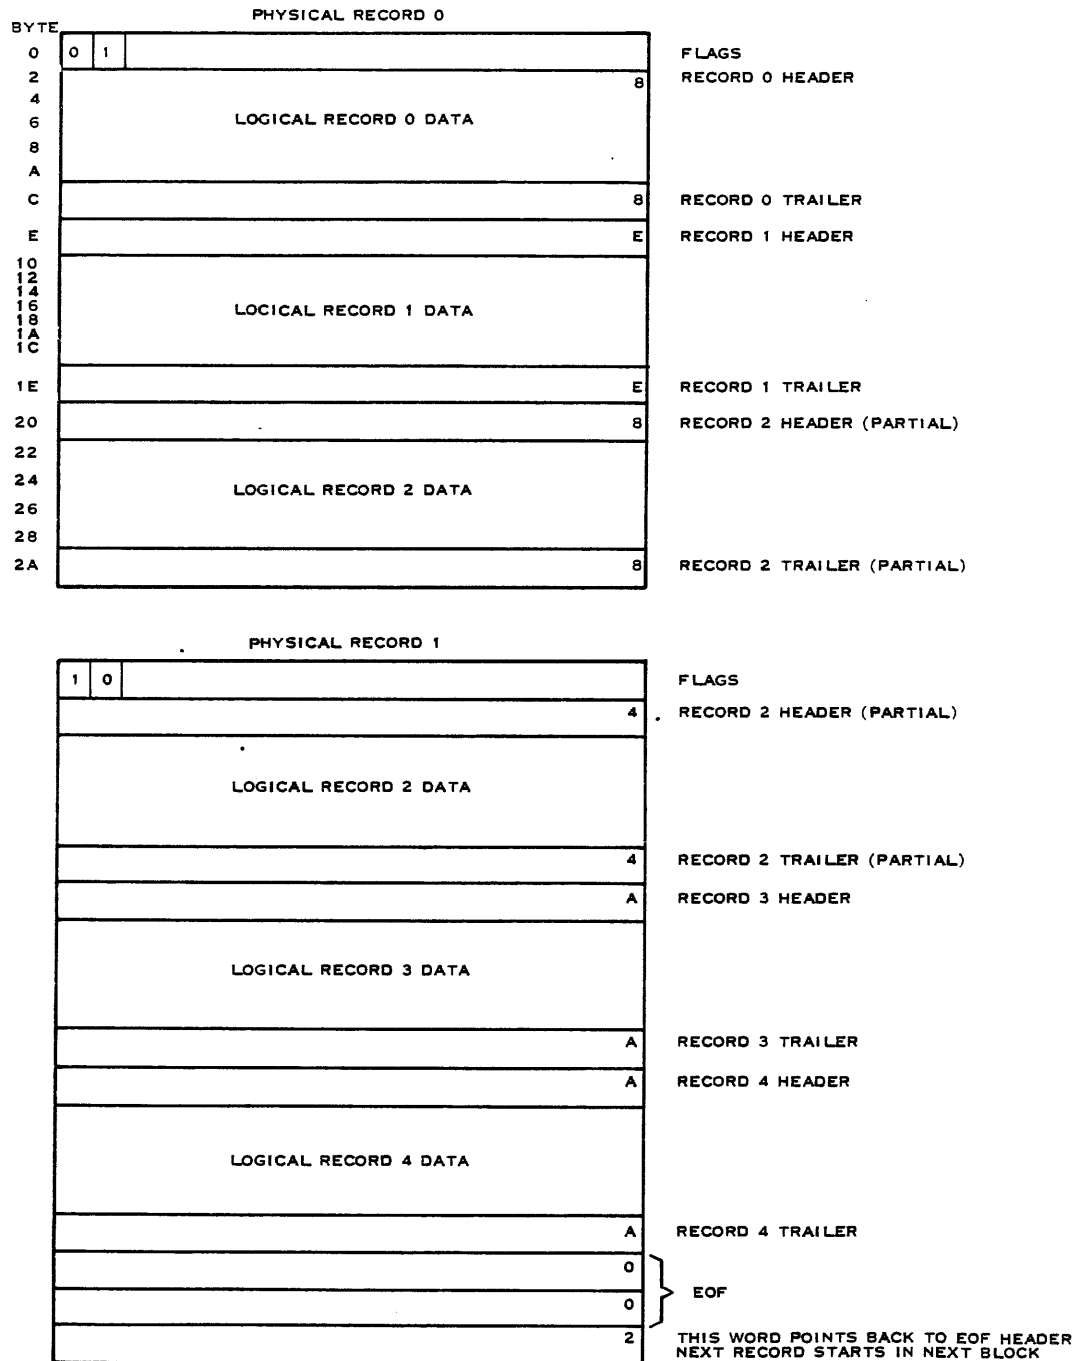 PHYSICAL RECORD 0
BYTE
0 0 1 FLAGS
2 8 RECORD 0 HEADER
4
6 LOGICAL RECORD 0 DATA
8
A
C 8 RECORD 0 TRAILER
E E RECORD 1 HEADER
10
12
14
16 LOCICAL RECORD 1 DATA
18
1A
1C
1E E RECORD 1 TRAILER
20 8 RECORD 2 HEADER (PARTIAL)
22
24 LOGICAL RECORD 2 DATA
26
28
2A 8 RECORD 2 TRAILER (PARTIAL)
PHYSICAL RECORD 1
1 0 FLAGS
4 RECORD 2 HEADER (PARTIAL)
LOGICAL RECORD 2 DATA
4 RECORD 2 TRAILER (PARTIAL)
A RECORD 3 HEADER
LOGICAL RECORD 3 DATA
A RECORD 3 TRAILER
A RECORD 4 HEADER
LOGICAL RECORD 4 DATA
A RECORD 4 TRAILER
0
EOF
0
2 THIS WORD POINTS BACK TO EOF HEADER
NEXT RECORD STARTS IN NEXT BLOCK